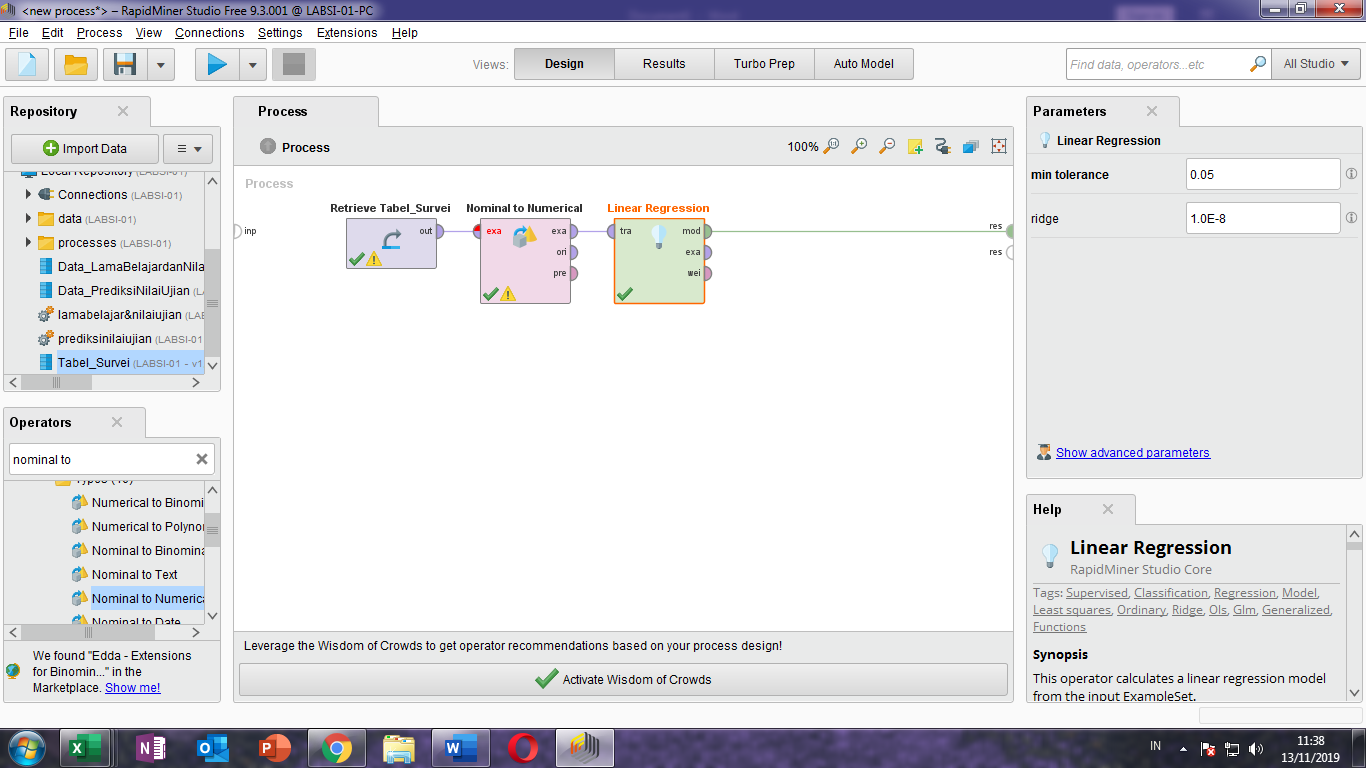 <new process*> – RapidMiner Studio Free 9.3.001 @ LABSI-01-PC
File Edit Process View Connections Settings Extensions Help
Views: Design Results Turbo Prep Auto Model
Find data, operators...etc All Studio
Repository
Import Data
Local Repository (LABSI-01)
Connections (LABSI-01)
data (LABSI-01)
processes (LABSI-01)
Data_LamaBelajardanNila
Data_PrediksiNilaiUjian (L
lamabelajar&nilaiujian (LAB
prediksinilaiujian (LABSI-01
Tabel_Survei (LABSI-01 - v1
Operators
nominal to
Numerical to Binomi
Numerical to Polynor
Nominal to Binomina
Nominal to Text
Nominal to Numerica
Nominal to Date
We found "Edda - Extensions
for Binomin..." in the
Marketplace. Show me!
Process
Process
100%
Process
inp
Retrieve Tabel_Survei
out
Nominal to Numerical
exa exa
ori
pre
Linear Regression
tra mod
exa
wei
res
res
Leverage the Wisdom of Crowds to get operator recommendations based on your process design!
Activate Wisdom of Crowds
Parameters
Linear Regression
min tolerance 0.05
ridge 1.0E-8
Show advanced parameters
Help
Linear Regression
RapidMiner Studio Core
Tags: Supervised, Classification, Regression, Model,
Least squares, Ordinary, Ridge, Ols, Glm, Generalized,
Functions
Synopsis
This operator calculates a linear regression model
from the input ExampleSet.
IN
11:38
13/11/2019